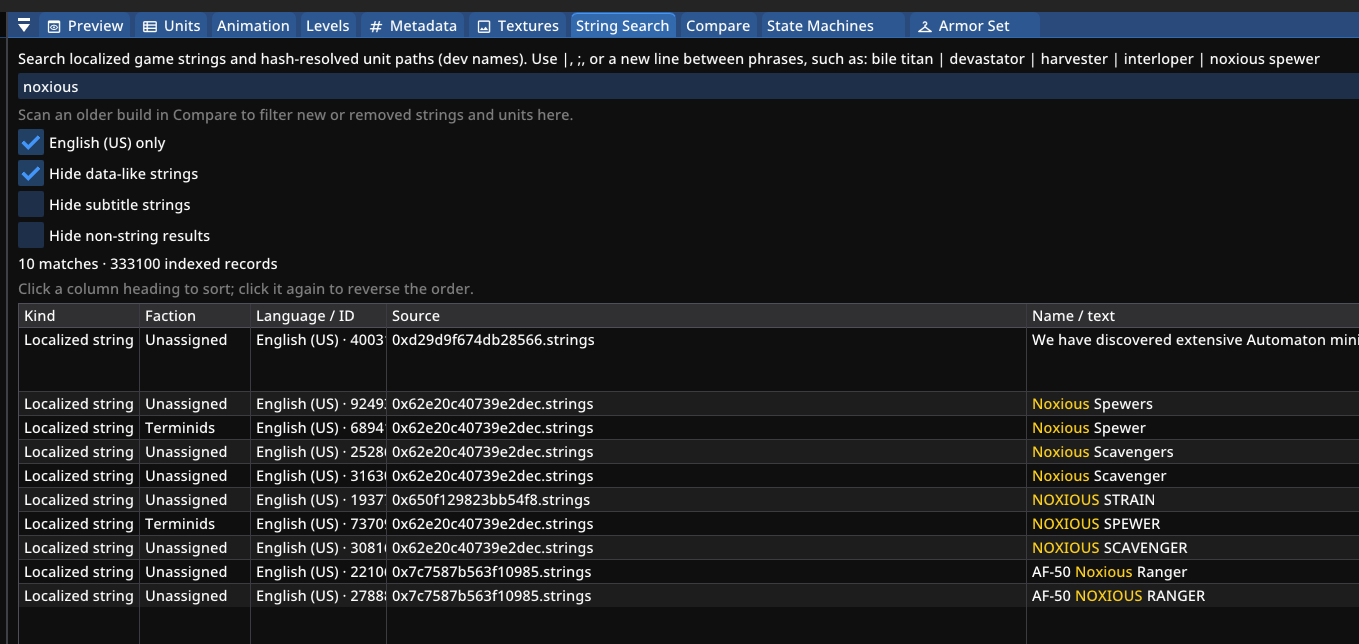 Preview Units Animation Levels # Metadata Textures String Search Compare State Machines Armor Set
Search localized game strings and hash-resolved unit paths (dev names). Use |, ;, or a new line between phrases, such as: bile titan | devastator | harvester | interloper | noxious spewer
noxious
Scan an older build in Compare to filter new or removed strings and units here.
English (US) only
Hide data-like strings
Hide subtitle strings
Hide non-string results
10 matches · 333100 indexed records
Click a column heading to sort; click it again to reverse the order.
Kind Faction Language / ID Source Name / text
Localized string Unassigned English (US) · 4003 0xd29d9f674db28566.strings We have discovered extensive Automaton
Localized string Unassigned English (US) · 9249 0x62e20c40739e2dec.strings Noxious Spewers
Localized string Terminids English (US) · 6894 0x62e20c40739e2dec.strings Noxious Spewer
Localized string Unassigned English (US) · 2528 0x62e20c40739e2dec.strings Noxious Scavengers
Localized string Unassigned English (US) · 3163 0x62e20c40739e2dec.strings Noxious Scavenger
Localized string Unassigned English (US) · 1937 0x650f129823bb54f8.strings NOXIOUS STRAIN
Localized string Terminids English (US) · 7370 0x62e20c40739e2dec.strings NOXIOUS SPEWER
Localized string Unassigned English (US) · 3081 0x62e20c40739e2dec.strings NOXIOUS SCAVENGER
Localized string Unassigned English (US) · 2210 0x7c7587b563f10985.strings AF-50 Noxious Ranger
Localized string Unassigned English (US) · 2788 0x7c7587b563f10985.strings AF-50 NOXIOUS RANGER